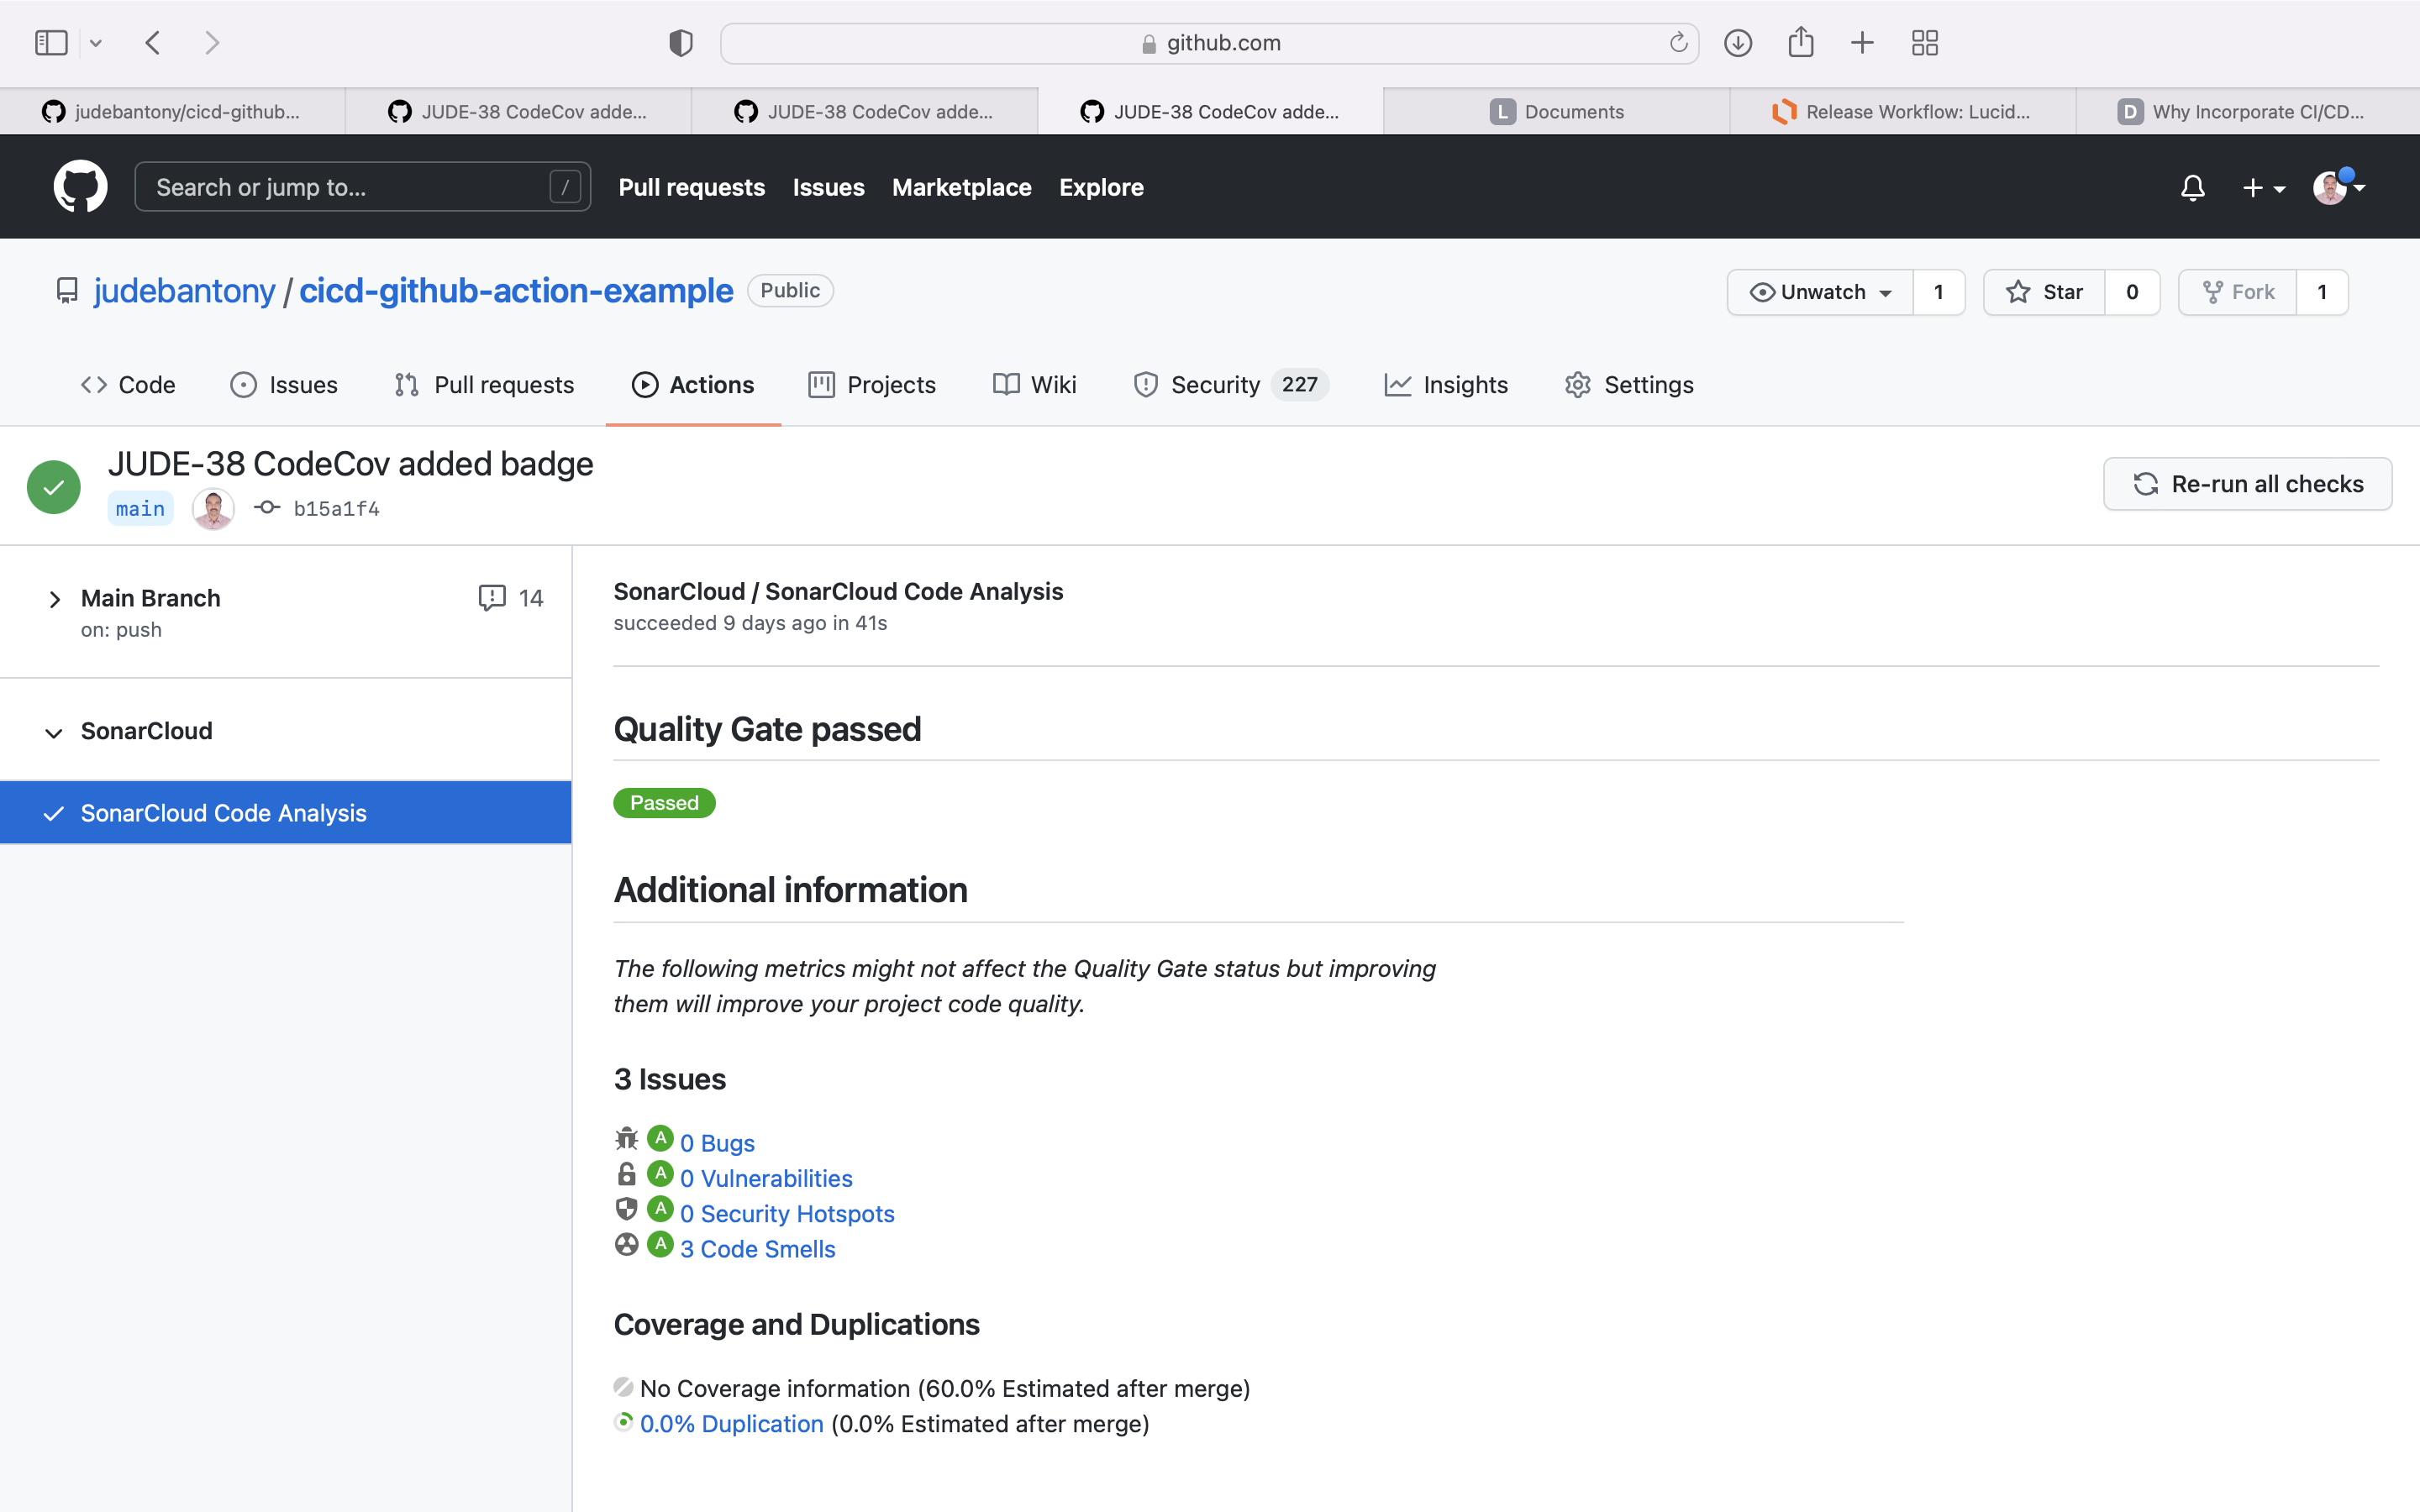 github.com
judebantony/cicd-github...
JUDE-38 CodeCov adde...
JUDE-38 CodeCov adde...
JUDE-38 CodeCov adde...
L Documents
Release Workflow: Lucid...
D Why Incorporate CI/CD...
Search or jump to... /
Pull requests
Issues
Marketplace
Explore
judebantony / cicd-github-action-example Public
Unwatch 1
Star 0
Fork 1
Code
Issues
Pull requests
Actions
Projects
Wiki
Security 227
Insights
Settings
JUDE-38 CodeCov added badge
main b15a1f4
Re-run all checks
Main Branch 14
on: push
SonarCloud
SonarCloud Code Analysis
SonarCloud / SonarCloud Code Analysis
succeeded 9 days ago in 41s
Quality Gate passed
Passed
Additional information
The following metrics might not affect the Quality Gate status but improving
them will improve your project code quality.
3 Issues
A 0 Bugs
A 0 Vulnerabilities
A 0 Security Hotspots
A 3 Code Smells
Coverage and Duplications
No Coverage information (60.0% Estimated after merge)
0.0% Duplication (0.0% Estimated after merge)